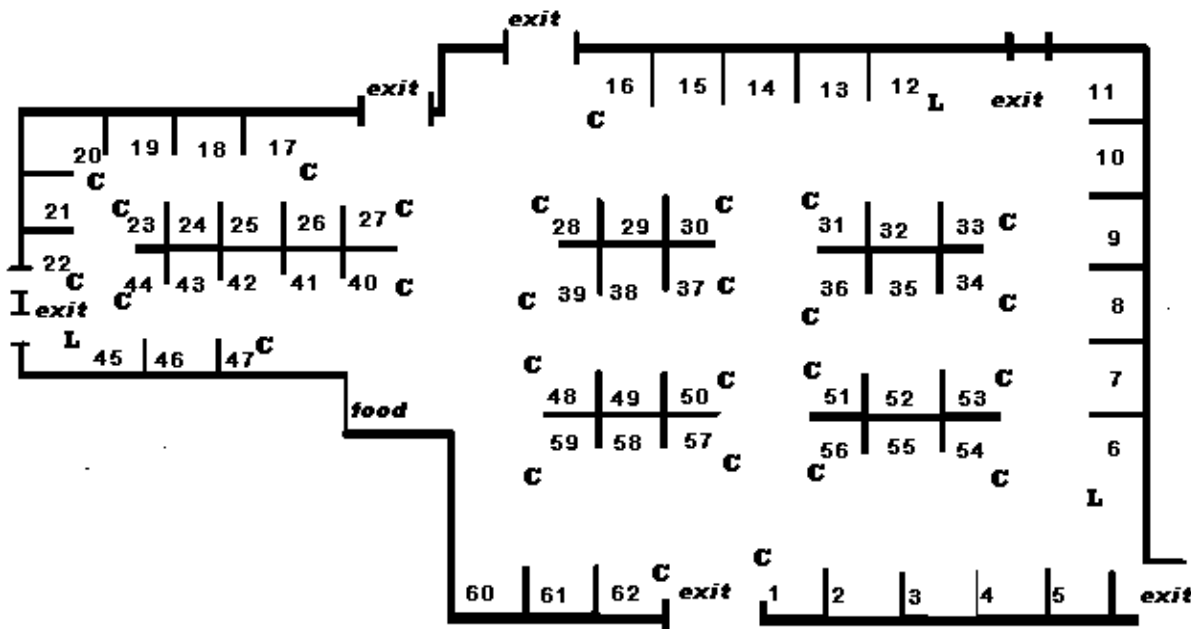 exit
exit 16 15 14 13 12 L exit 11
C
20 19 18 17 10
C C
21 C 23 24 25 26 27 C C 28 29 30 C C 31 32 33 C 9
22 C 44 43 42 41 40 C 39 38 37 C 36 35 34 8
C C C C
exit
L 45 46 47 C C C C C 7
food 48 49 50 51 52 53
59 58 57 56 55 54 6
C C C C L
C C
60 61 62 exit 1 2 3 4 5 exit